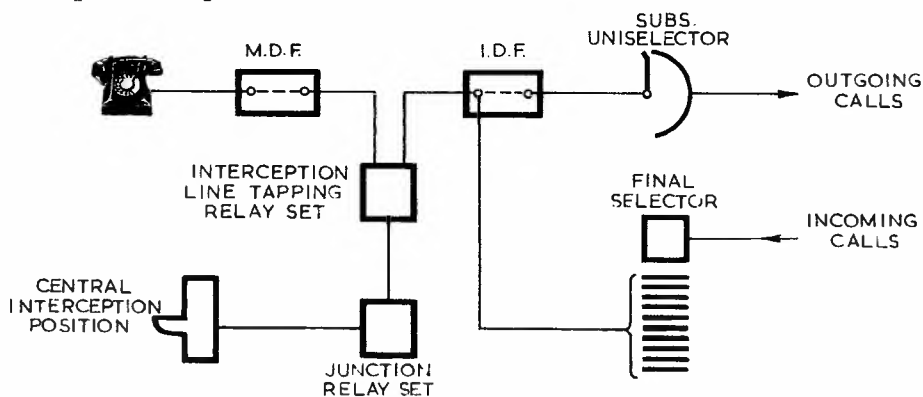 M.D.F.
I.D.F.
SUBS.
UNISELECTOR
OUTGOING
CALLS
INTERCEPTION
LINE TAPPING
RELAY SET
FINAL
SELECTOR
INCOMING
CALLS
CENTRAL
INTERCEPTION
POSITION
JUNCTION
RELAY SET